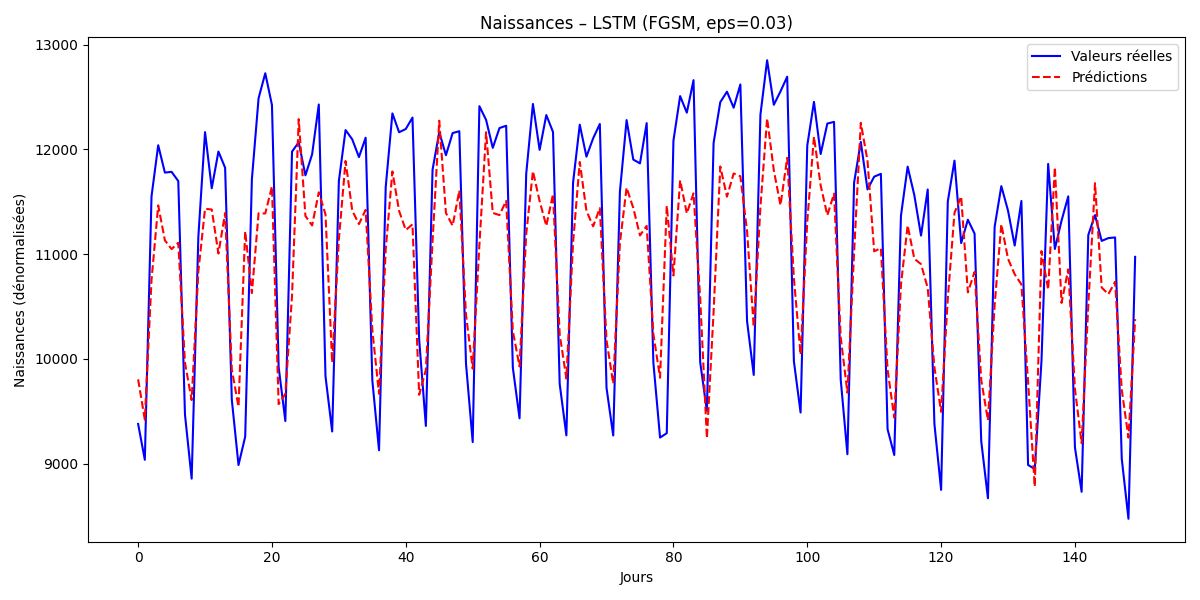 Naissances – LSTM (FGSM, eps=0.03)
Valeurs réelles
Prédictions
Naissances (dénormalisées)
13000
12000
11000
10000
9000
0 20 40 60 80 100 120 140
Jours